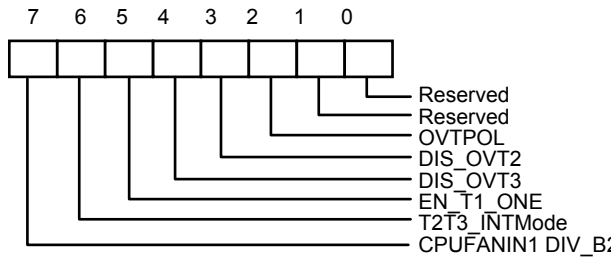 7 6 5 4 3 2 1 0
Reserved
Reserved
OVTPOL
DIS_OVT2
DIS_OVT3
EN_T1_ONE
T2T3_INTMode
CPUFANIN1 DIV_B2